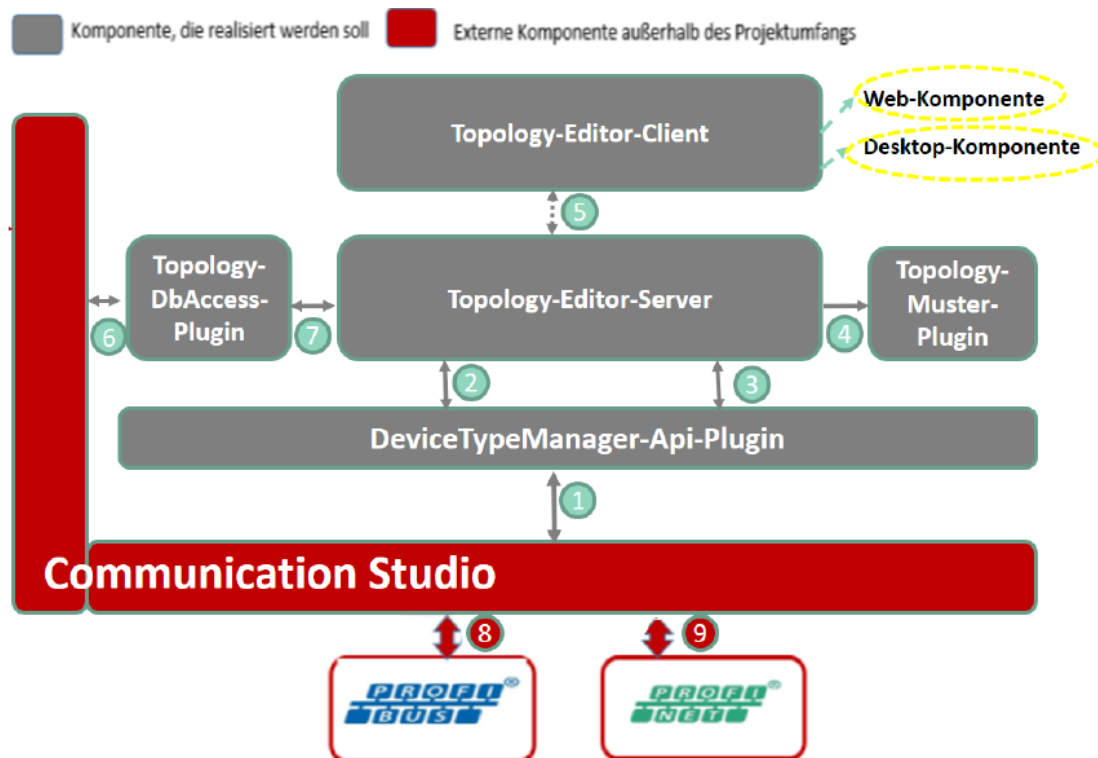 Komponente, die realisiert werden soll
Externe Komponente außerhalb des Projektumfangs
Topology-Editor-Client
Web-Komponente
Desktop-Komponente
5
Topology-
DbAccess-
Plugin
Topology-Editor-Server
Topology-
Muster-
Plugin
6
7
4
2
3
DeviceTypeManager-Api-Plugin
1
Communication Studio
8
9
PROFI®
BUS
PROFI®
NET